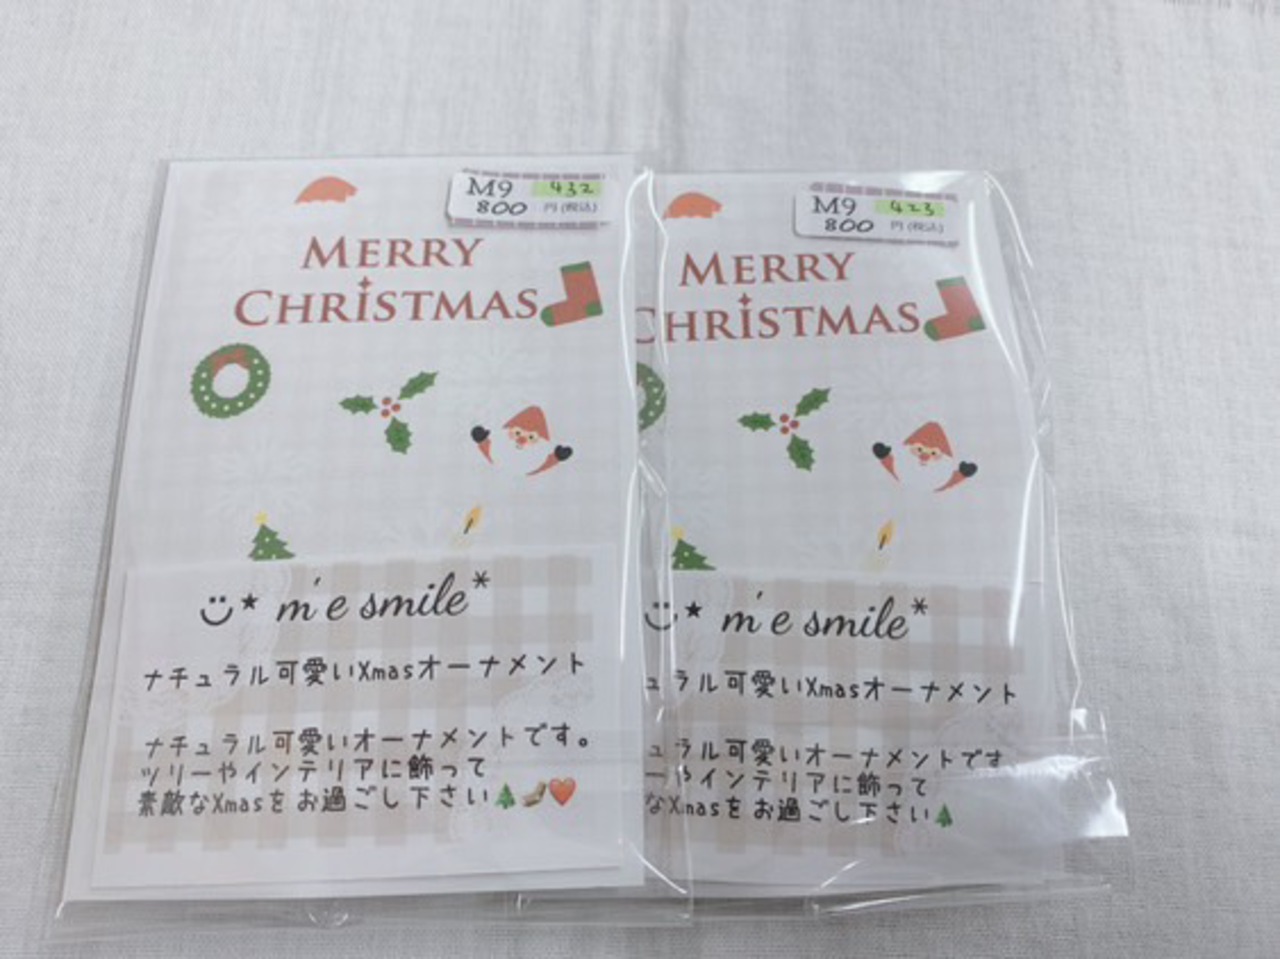 M9 432
800 円(税込)
MERRY
CHRISTMAS
m'e smile*
ナチュラル可愛いXmasオーナメント
ナチュラル可愛いオーナメントです。
ツリーやインテリアに飾って
素敵なXmasをお過ごし下さい
M9 423
800 円(税込)
MERRY
CHRISTMAS
m'e smile*
ュラル可愛いXmasオーナメント
ュラル可愛いオーナメントです
ーやインテリアに飾って
なXmasをお過ごし下さい